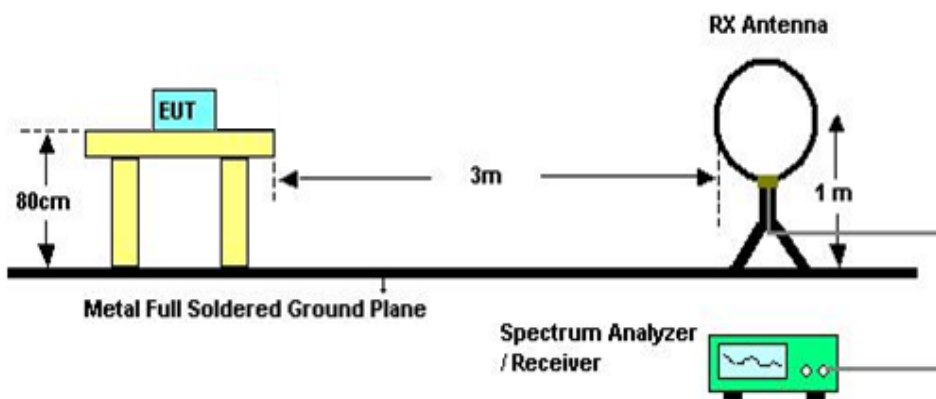 RX Antenna
EUT
80cm
3m
1 m
Metal Full Soldered Ground Plane
Spectrum Analyzer
/ Receiver